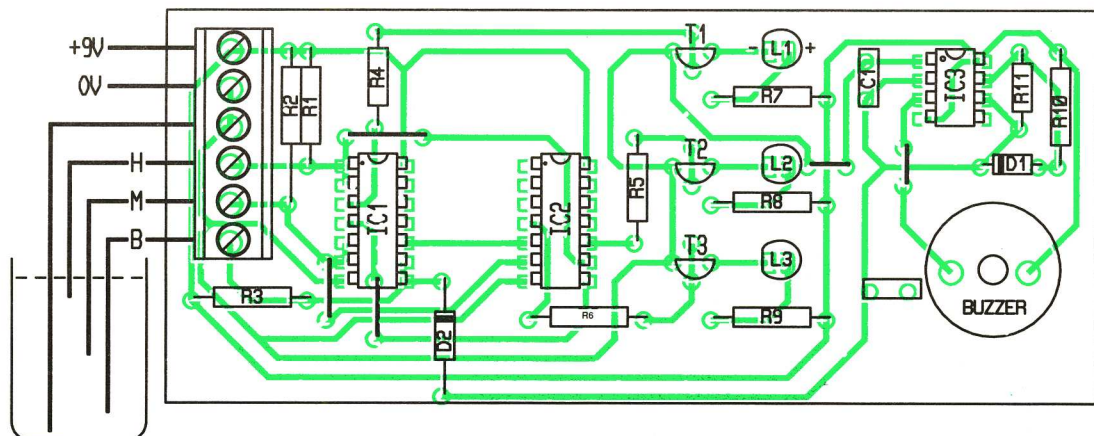 +9V
0V
H
M
B
R2
R1
R4
R3
IC1
IC2
D2
R5
R6
T1
- L1 +
R7
T2
L2
R8
T3
L3
R9
C1
IC3
R11
R10
D1
BUZZER